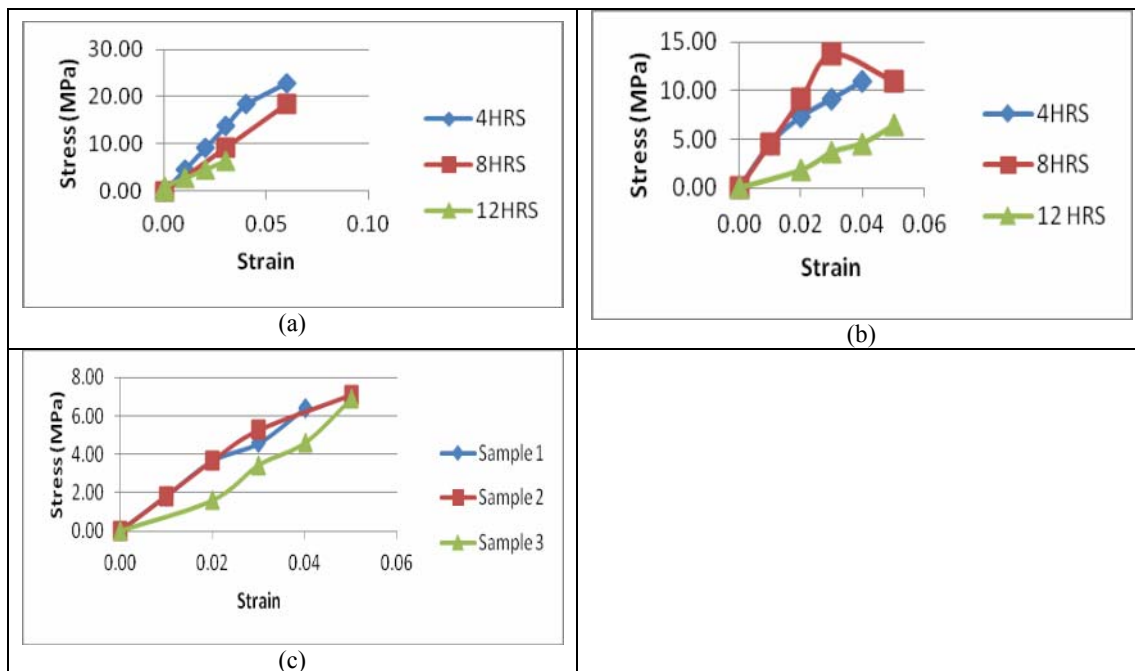 30.00
20.00
10.00
0.00
Stress (MPa)
0.00 0.05 0.10
Strain
4HRS
8HRS
12HRS
(a)
15.00
10.00
5.00
0.00
Stress (MPa)
0.00 0.02 0.04 0.06
Strain
4HRS
8HRS
12 HRS
(b)
8.00
6.00
4.00
2.00
0.00
Stress (MPa)
0.00 0.02 0.04 0.06
Strain
Sample 1
Sample 2
Sample 3
(c)